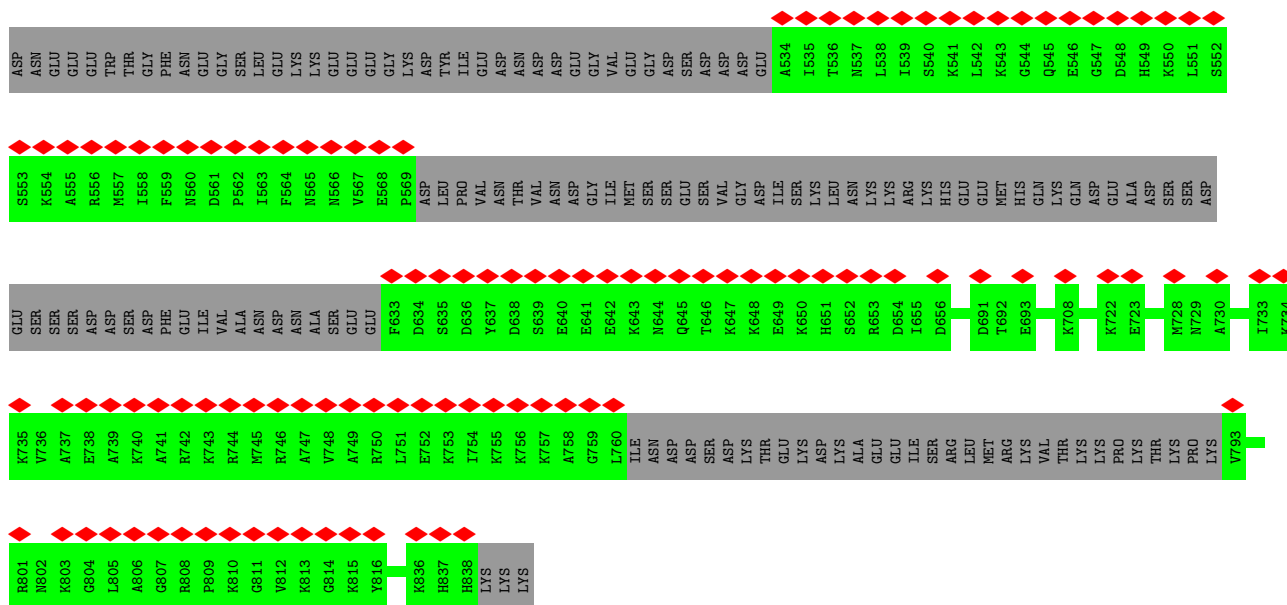 ASP ASN GLU GLU GLU TRP THR GLY PHE ASN GLU GLY SER LEU GLU LYS LYS GLU GLU GLU GLY LYS ASP TYR ILE GLU ASP ASN ASP ASP GLU GLY VAL GLU GLY ASP SER ASP ASP ASP GLU A534 I535 T536 N537 L538 I539 S540 K541 L542 K543 G544 Q545 E546 G547 D548 H549 K550 L551 S552
S553 K554 A555 R556 M557 I558 F559 N560 D561 P562 I563 F564 N565 N566 V567 E568 P569 ASP LEU PRO VAL ASN THR VAL ASN ASP GLY ILE MET SER SER GLU SER VAL GLY ASP ILE SER LYS LEU ASN LYS LYS ARG LYS HIS GLU GLU MET HIS GLN LYS GLN ASP GLU ALA ASP SER SER ASP
GLU SER SER SER ASP ASP SER ASP PHE GLU ILE VAL ALA ASN ASP ASN ALA SER GLU GLU F633 D634 S635 D636 Y637 D638 S639 E640 E641 E642 K643 N644 Q645 T646 K647 K648 E649 K650 H651 S652 R653 D654 I655 D656 D691 T692 E693 K708 K722 E723 M728 N729 A730 I733 K734
K735 V736 A737 E738 A739 K740 A741 R742 K743 R744 M745 R746 A747 V748 A749 R750 L751 E752 K753 I754 K755 K756 K757 A758 G759 L760 ILE ASN ASP ASP SER ASP LYS THR GLU LYS ASP LYS ALA GLU GLU ILE SER ARG LEU MET ARG LYS VAL THR LYS LYS PRO LYS THR LYS PRO LYS V793
R801 N802 K803 G804 L805 A806 G807 R808 P809 K810 G811 V812 K813 G814 K815 Y816 K836 H837 H838 LYS LYS LYS